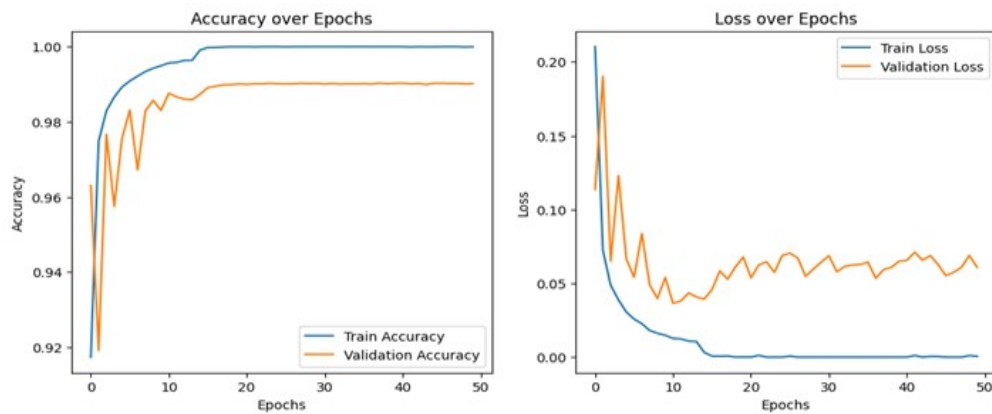 Accuracy over Epochs
1.00
0.98
0.96
0.94
0.92
Accuracy
Train Accuracy
Validation Accuracy
0 10 20 30 40 50
Epochs
Loss over Epochs
Train Loss
Validation Loss
0.20
0.15
0.10
0.05
0.00
Loss
0 10 20 30 40 50
Epochs